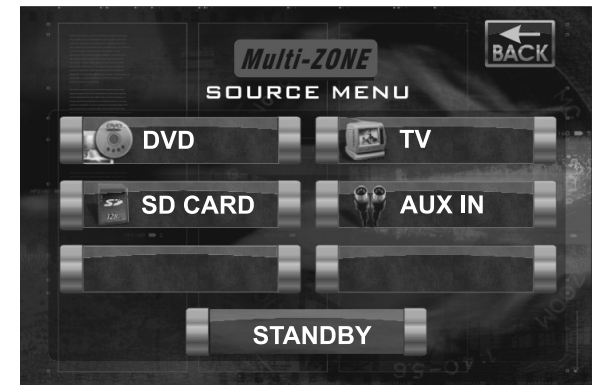 BACK
Multi-ZONE
SOURCE MENU
DVD
TV
SD CARD
AUX IN
STANDBY